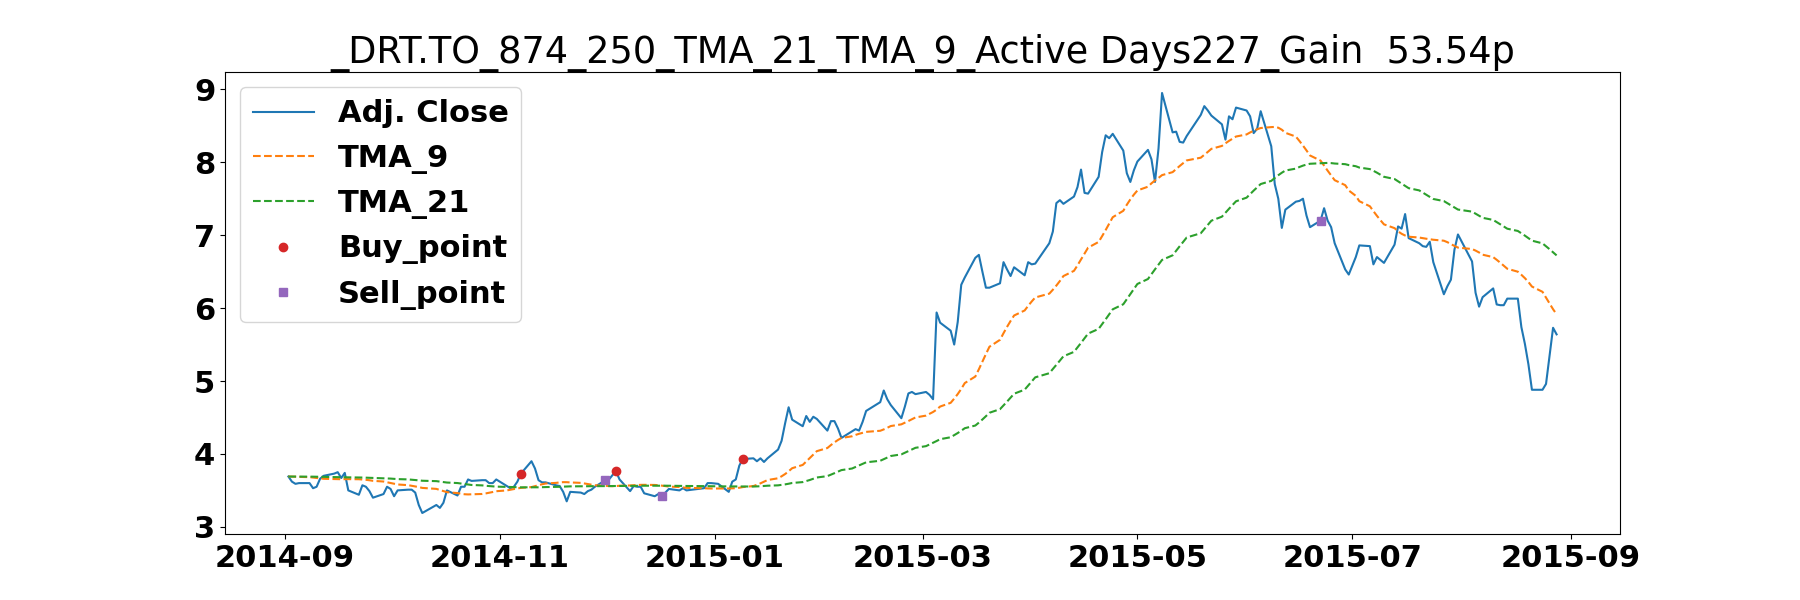 _DRT.TO_874_250_TMA_21_TMA_9_Active Days227_Gain  53.54p
9
8
7
6
5
4
3
Adj. Close
TMA_9
TMA_21
Buy_point
Sell_point
2014-09 2014-11 2015-01 2015-03 2015-05 2015-07 2015-09